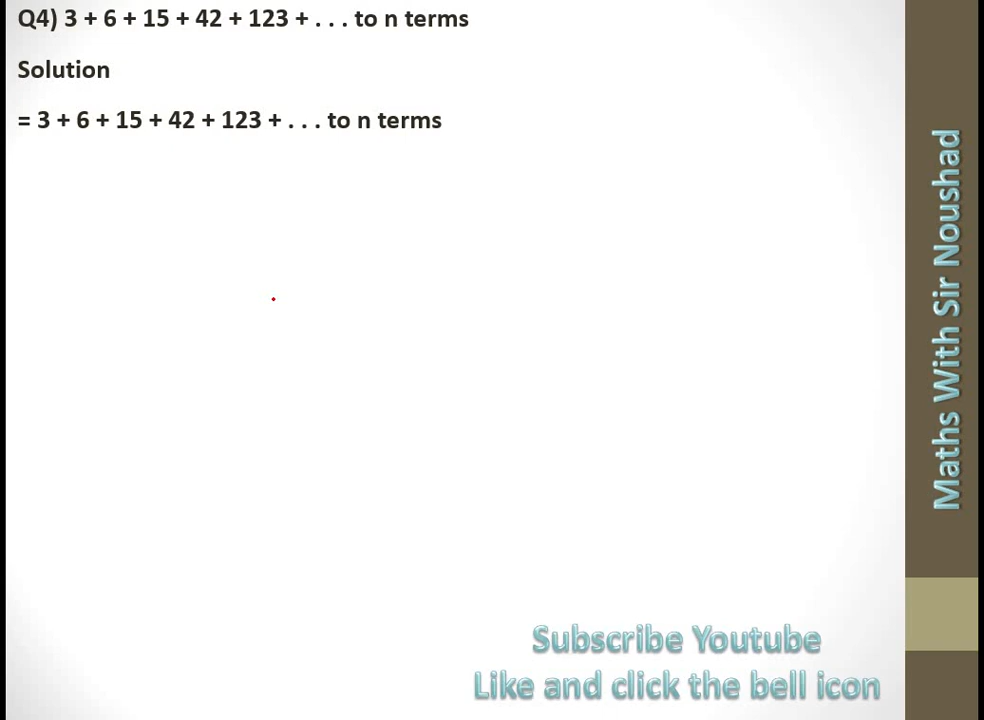 Q4) 3 + 6 + 15 + 42 + 123 + . . . to n terms
Solution
= 3 + 6 + 15 + 42 + 123 + . . . to n terms
Maths With Sir Noushad
Subscribe Youtube
Like and click the bell icon